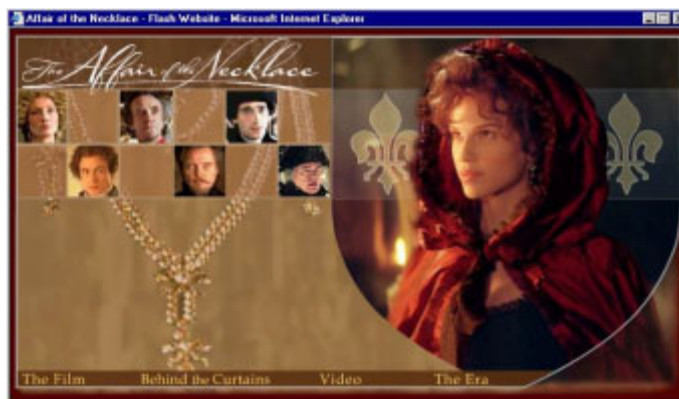 Affair of the Necklace - Flash Website - Microsoft Internet Explorer
The Affair of the Necklace
The Film Behind the Curtains Video The Era